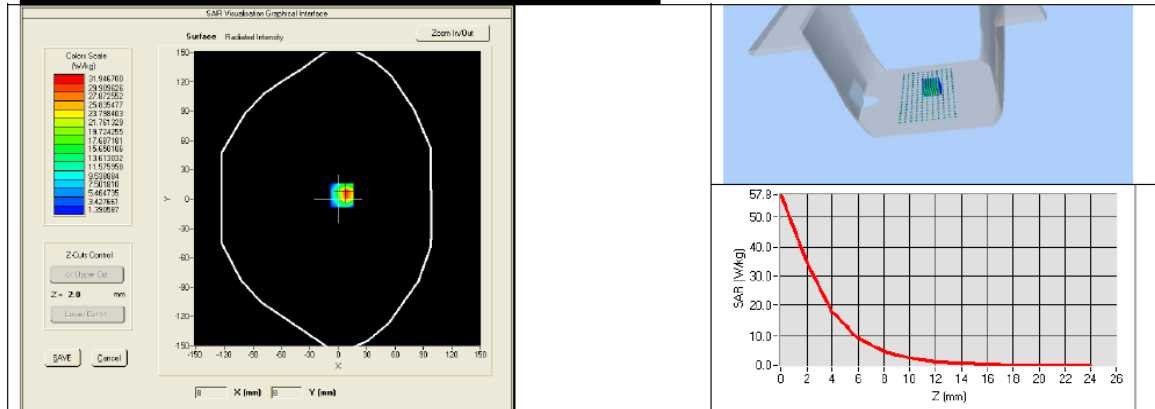 SAR Visualisation Graphical Interface
Surface Radiated Intensity
Zoom In/Out
Colors Scale
(W/kg)
31.946760
29.909626
27.872552
25.835477
23.798403
21.761329
19.724255
17.687181
15.650106
13.613032
11.575958
9.538884
7.501810
5.464735
3.427661
1.390587
150-
120-
90-
60-
30-
0-
-30-
-60-
-90-
-120-
-150-
Y
-150 -120 -90 -60 -30 0 30 60 90 120 150
X
Z-Cuts Control
<< Upper Cut
Z = 2.0 mm
Lower Cut >>
SAVE Cancel
8 X (mm) 8 Y (mm)
57.8-
50.0-
40.0-
30.0-
20.0-
10.0-
0.0-
SAR (W/kg)
0 2 4 6 8 10 12 14 16 18 20 22 24 26
Z (mm)